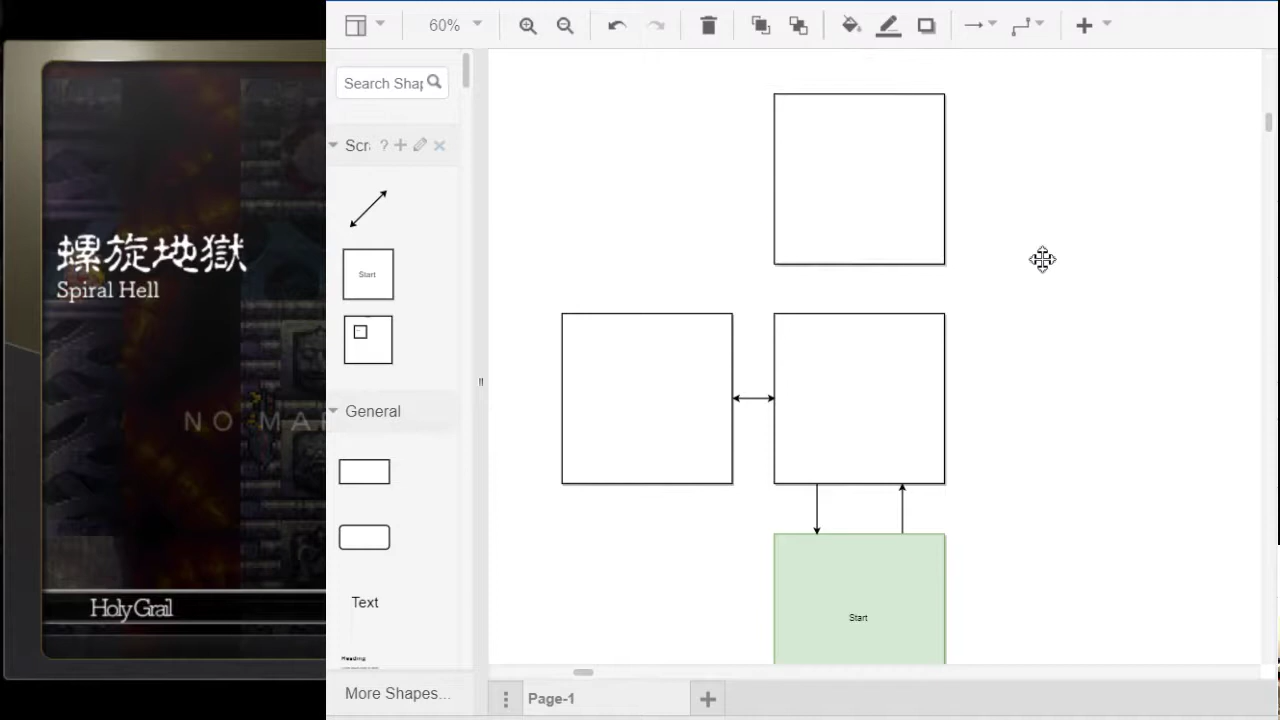 60%
Search Shap
Scr
?
Start
General
Text
Heading
More Shapes...
Page-1
Start
螺旋地獄
Spiral Hell
NO MA
Holy Grail